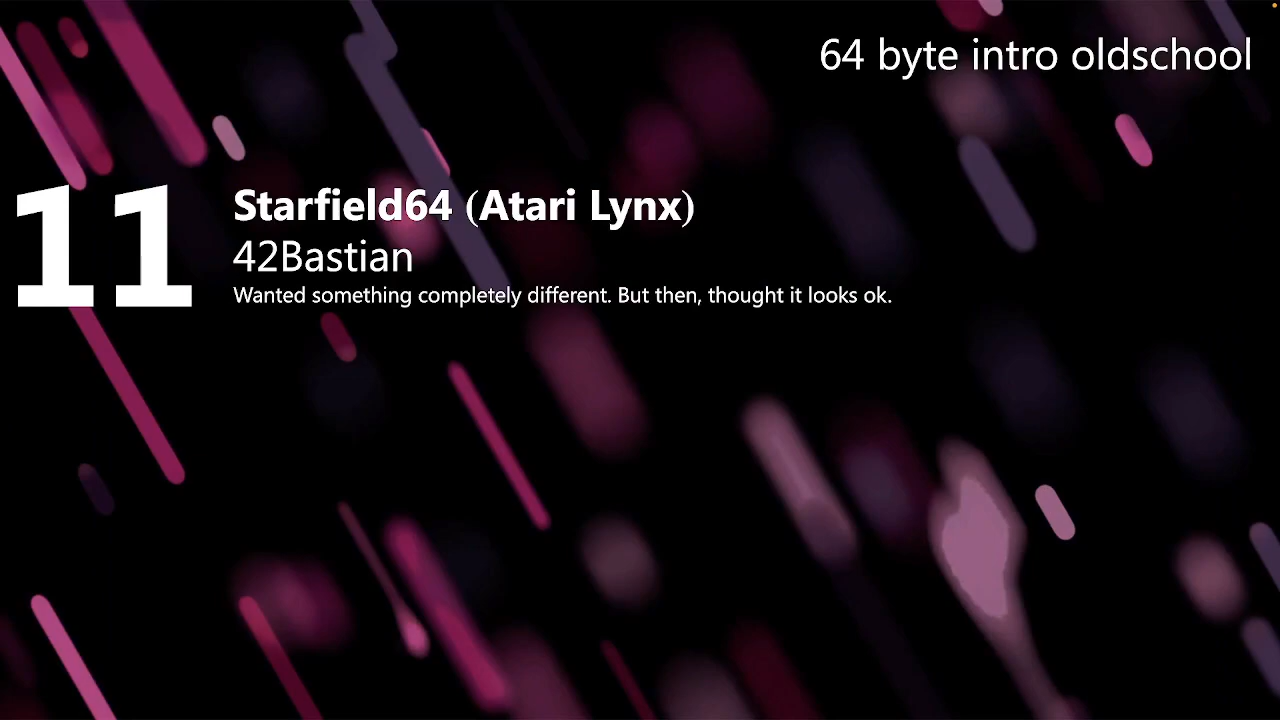 64 byte intro oldschool
11
Starfield64 (Atari Lynx)
42Bastian
Wanted something completely different. But then, thought it looks ok.